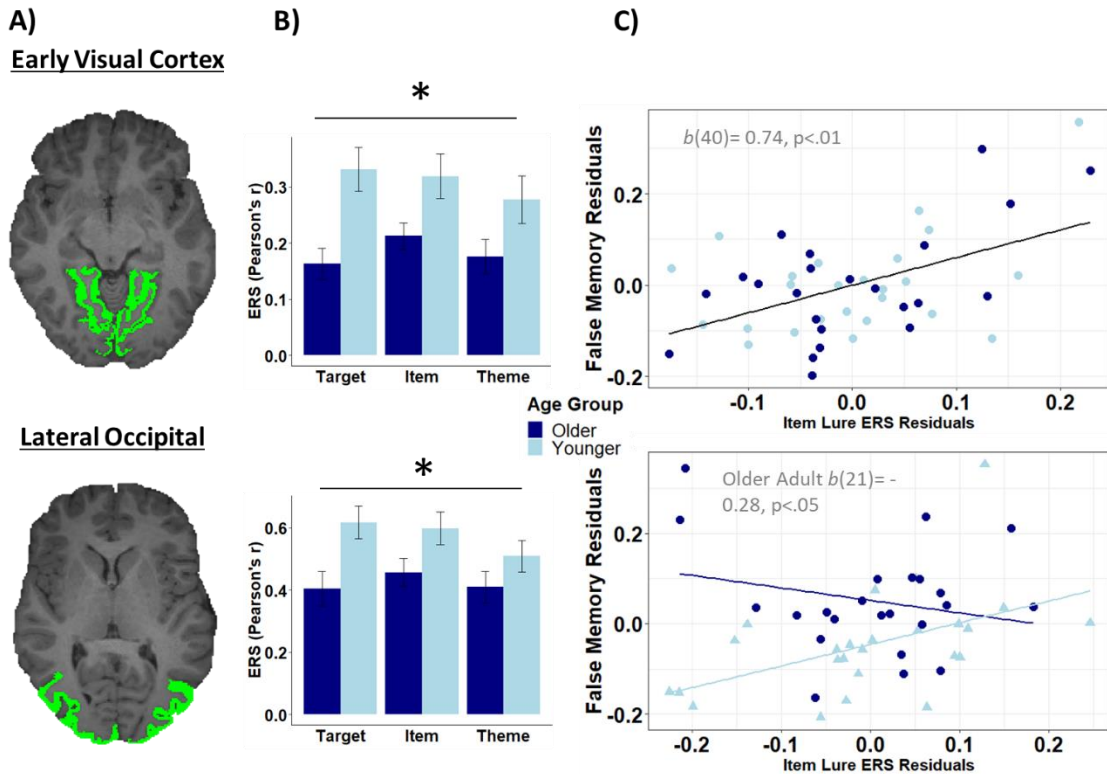 A)
B)
C)
Early Visual Cortex
*
ERS (Pearson's r)
0.3
0.2
0.1
0.0
Target Item Theme
b(40)= 0.74, p<.01
False Memory Residuals
0.2
0.0
-0.2
-0.1 0.0 0.1 0.2
Item Lure ERS Residuals
Age Group
Older
Younger
Lateral Occipital
*
ERS (Pearson's r)
0.6
0.4
0.2
0.0
Target Item Theme
Older Adult b(21)= -
0.28, p<.05
False Memory Residuals
0.2
0.0
-0.2
-0.2 -0.1 0.0 0.1 0.2
Item Lure ERS Residuals